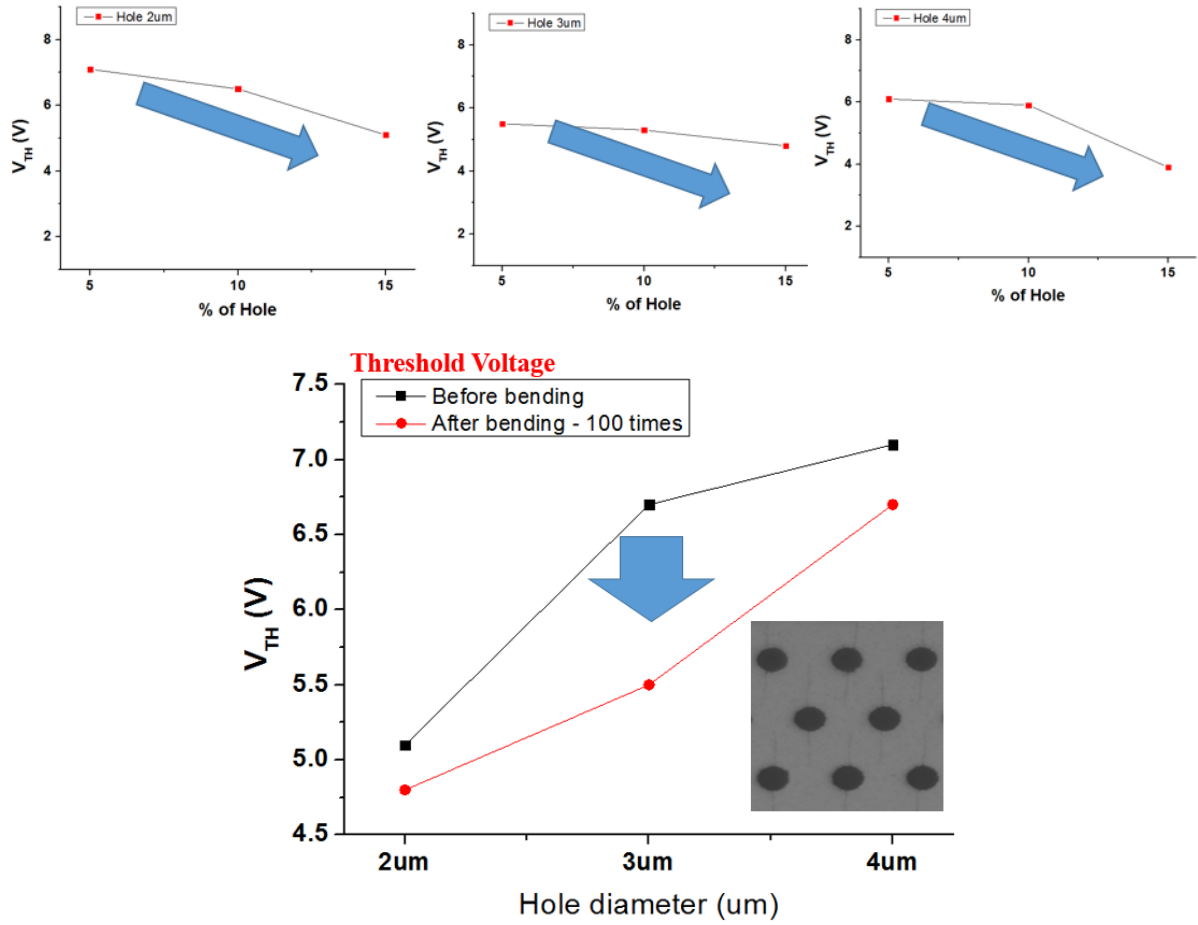 Hole 2um
8
6
4
2
V_TH (V)
5 10 15
% of Hole
Hole 3um
8
6
4
2
V_TH (V)
5 10 15
% of Hole
Hole 4um
8
6
4
2
V_TH (V)
5 10 15
% of Hole
Threshold Voltage
Before bending
After bending - 100 times
7.5
7.0
6.5
6.0
5.5
5.0
4.5
V_TH (V)
2um 3um 4um
Hole diameter (um)